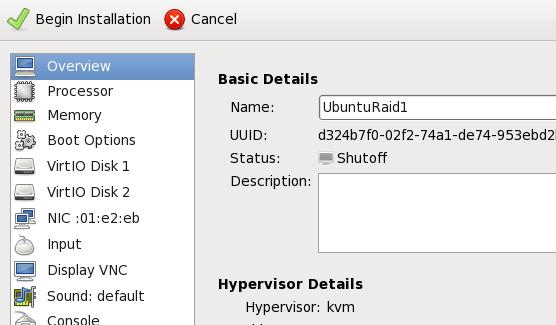 Begin Installation Cancel
Overview
Processor
Memory
Boot Options
VirtIO Disk 1
VirtIO Disk 2
NIC :01:e2:eb
Input
Display VNC
Sound: default
Console
Basic Details
Name: UbuntuRaid1
UUID: d324b7f0-02f2-74a1-de74-953ebd2
Status: Shutoff
Description:
Hypervisor Details
Hypervisor: kvm